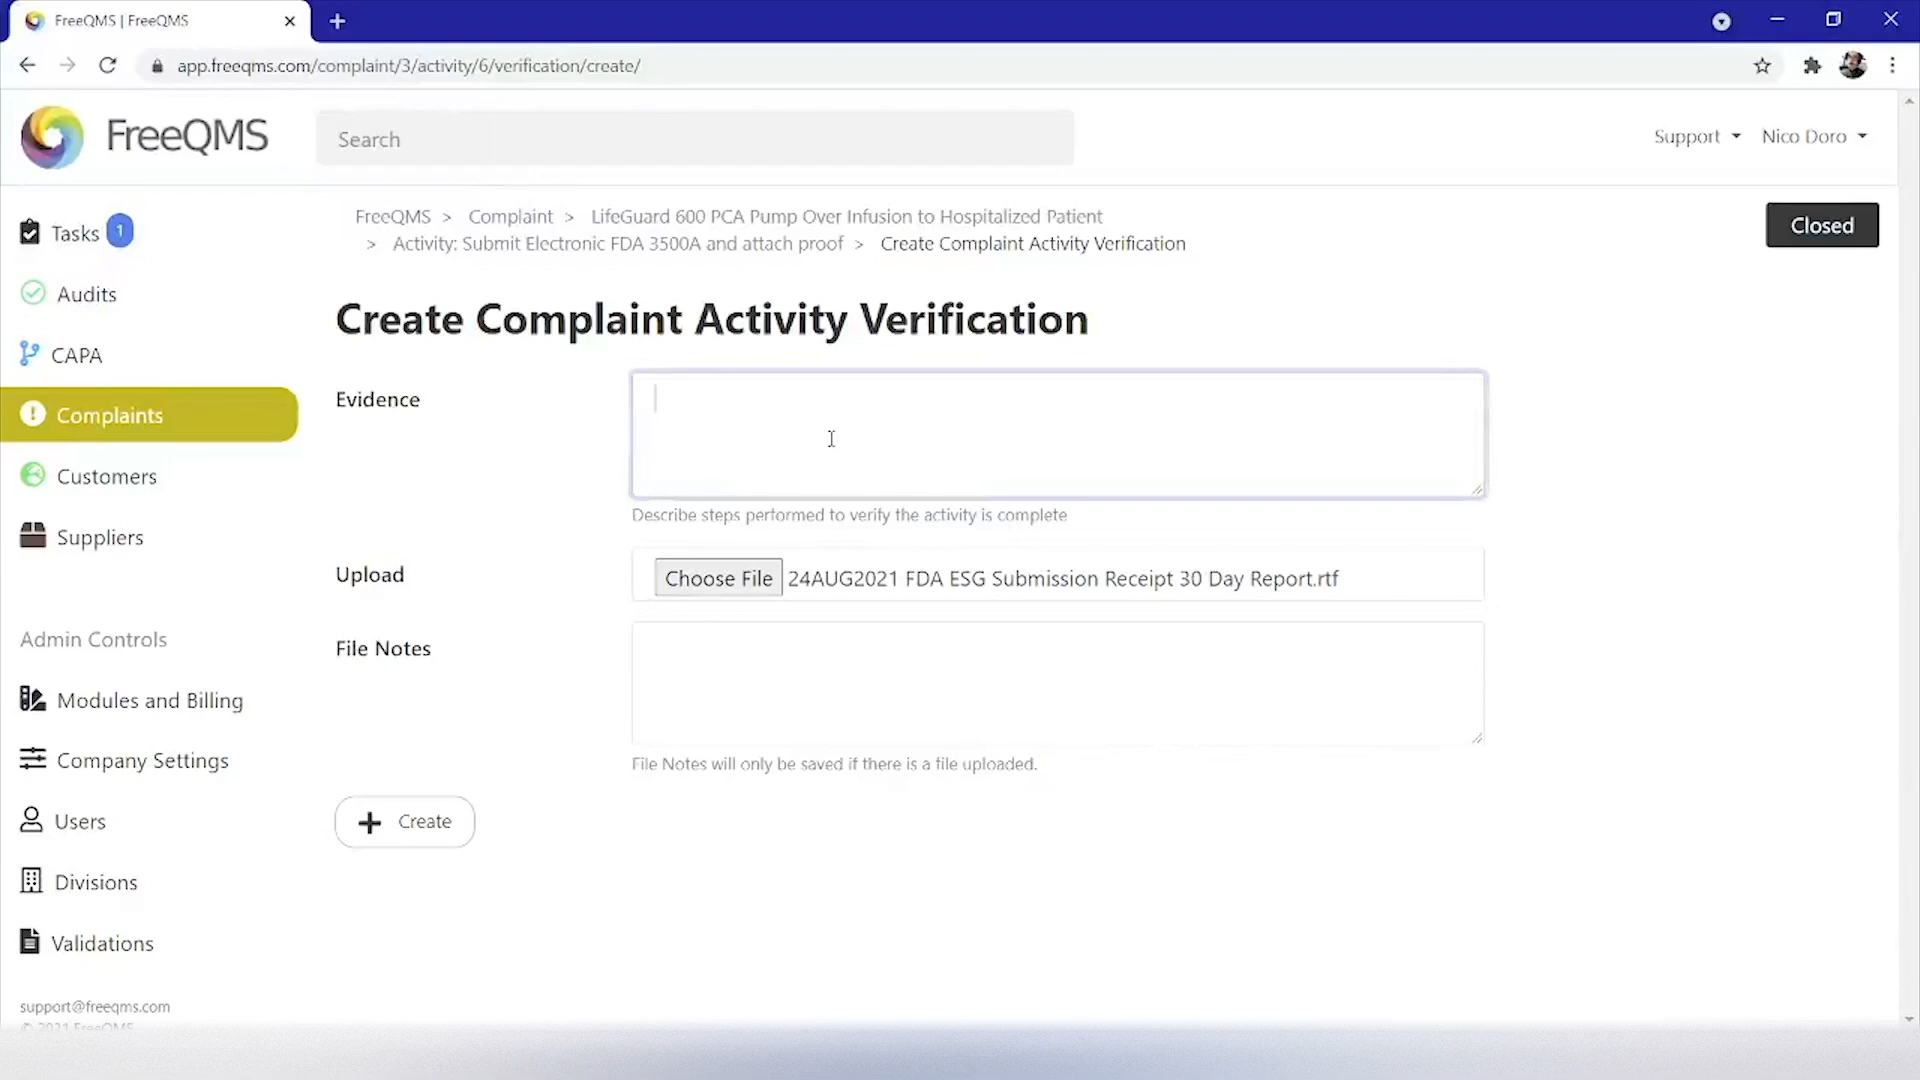 FreeQMS | FreeQMS
app.freeqms.com/complaint/3/activity/6/verification/create/
FreeQMS
Search
Support
Nico Doro
Tasks 1
Audits
CAPA
Complaints
Customers
Suppliers
Admin Controls
Modules and Billing
Company Settings
Users
Divisions
Validations
support@freeqms.com
© 2021 FreeQMS
FreeQMS > Complaint > LifeGuard 600 PCA Pump Over Infusion to Hospitalized Patient
> Activity: Submit Electronic FDA 3500A and attach proof > Create Complaint Activity Verification
Closed
Create Complaint Activity Verification
Evidence
Describe steps performed to verify the activity is complete
Upload
Choose File 24AUG2021 FDA ESG Submission Receipt 30 Day Report.rtf
File Notes
File Notes will only be saved if there is a file uploaded.
+ Create